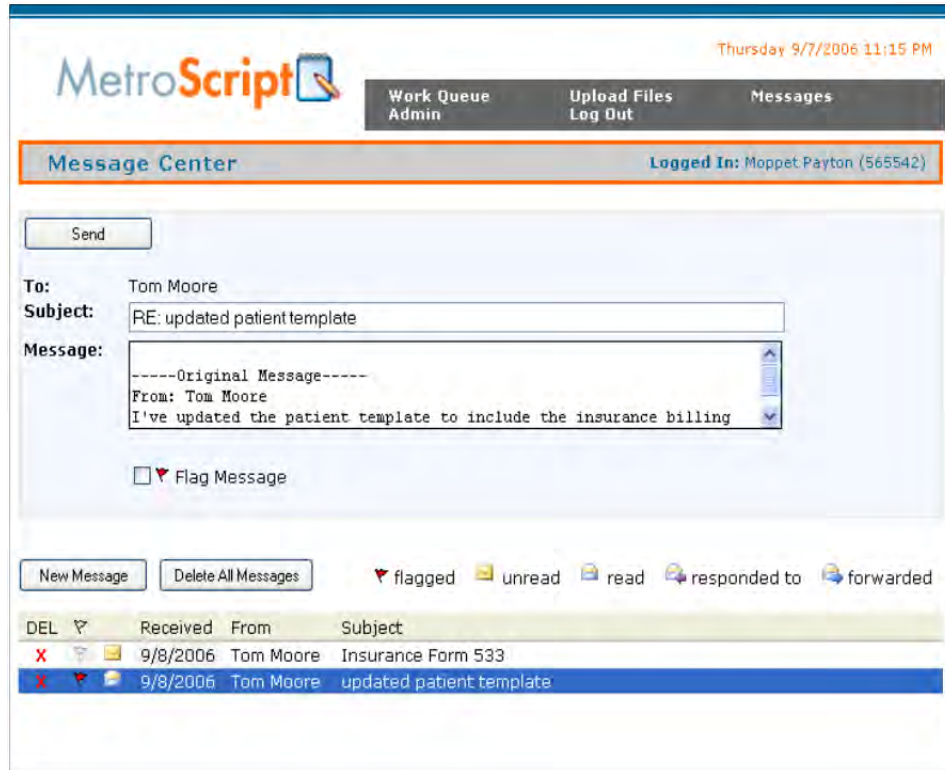 Thursday 9/7/2006 11:15 PM
MetroScript
Work Queue Upload Files Messages
Admin Log Out
Message Center Logged In: Moppet Payton (565542)
Send
To: Tom Moore
Subject: RE: updated patient template
Message:
-----Original Message-----
From: Tom Moore
I've updated the patient template to include the insurance billing
Flag Message
New Message Delete All Messages flagged unread read responded to forwarded
DEL Received From Subject
X 9/8/2006 Tom Moore Insurance Form 533
X 9/8/2006 Tom Moore updated patient template